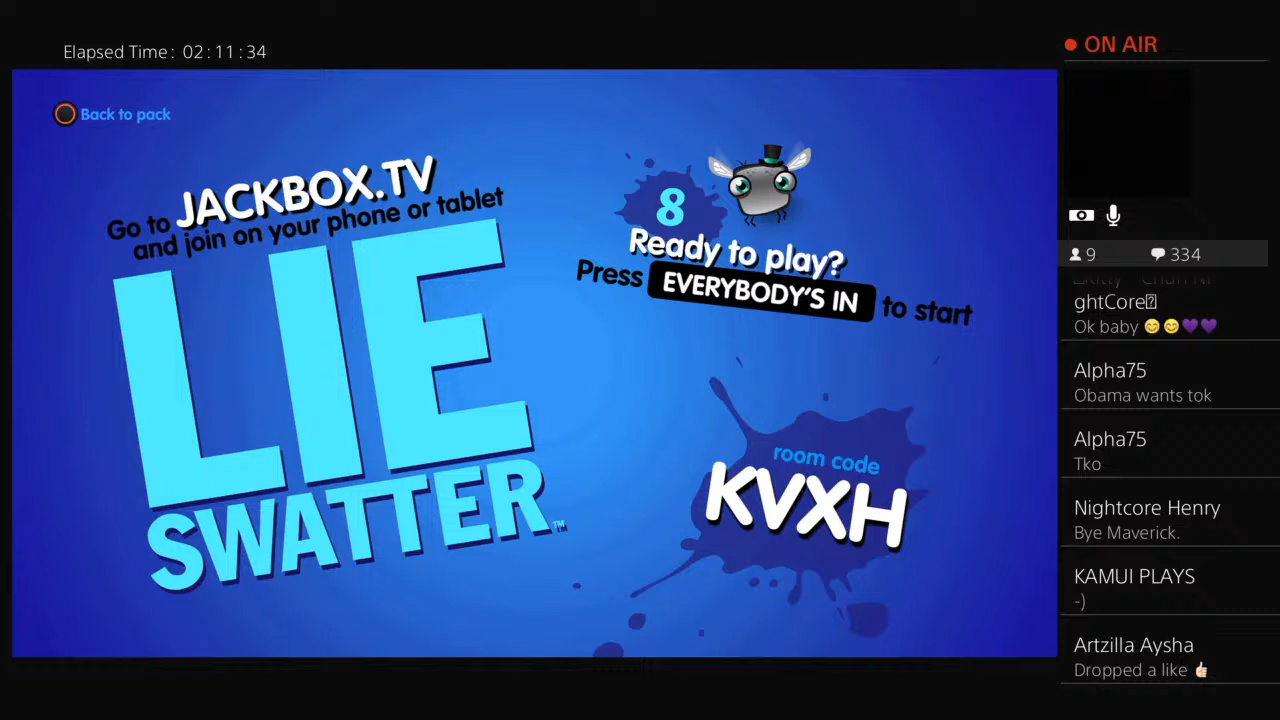 Elapsed Time: 02:11:34
ON AIR
Back to pack
Go to JACKBOX.TV
and join on your phone or tablet
LIE
SWATTER™
8
Ready to play?
Press EVERYBODY'S IN to start
room code
KVXH
9 334
ghtCore
Ok baby 😊😊💜💜
Alpha75
Obama wants tok
Alpha75
Tko
Nightcore Henry
Bye Maverick.
KAMUI PLAYS
-)
Artzilla Aysha
Dropped a like 👍🏻